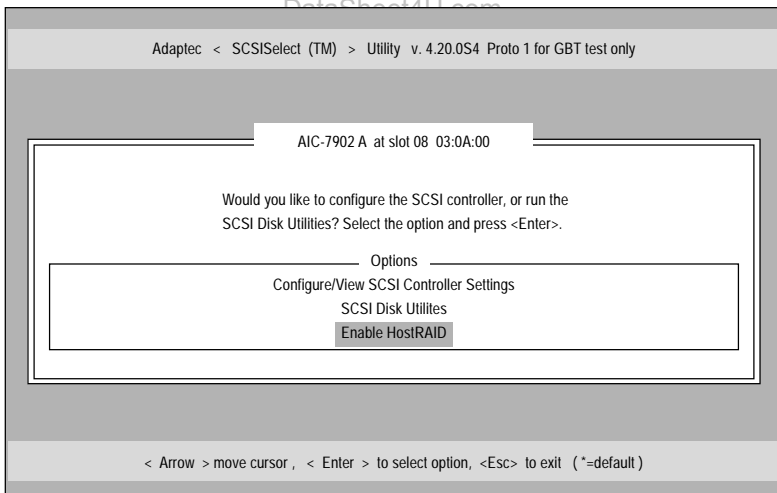 DataSheet4U.com
Adaptec < SCSISelect (TM) > Utility v. 4.20.0S4 Proto 1 for GBT test only
AIC-7902 A at slot 08 03:0A:00
Would you like to configure the SCSI controller, or run the
SCSI Disk Utilities? Select the option and press <Enter>.
Options
Configure/View SCSI Controller Settings
SCSI Disk Utilites
Enable HostRAID
< Arrow > move cursor , < Enter > to select option, <Esc> to exit ( *=default )